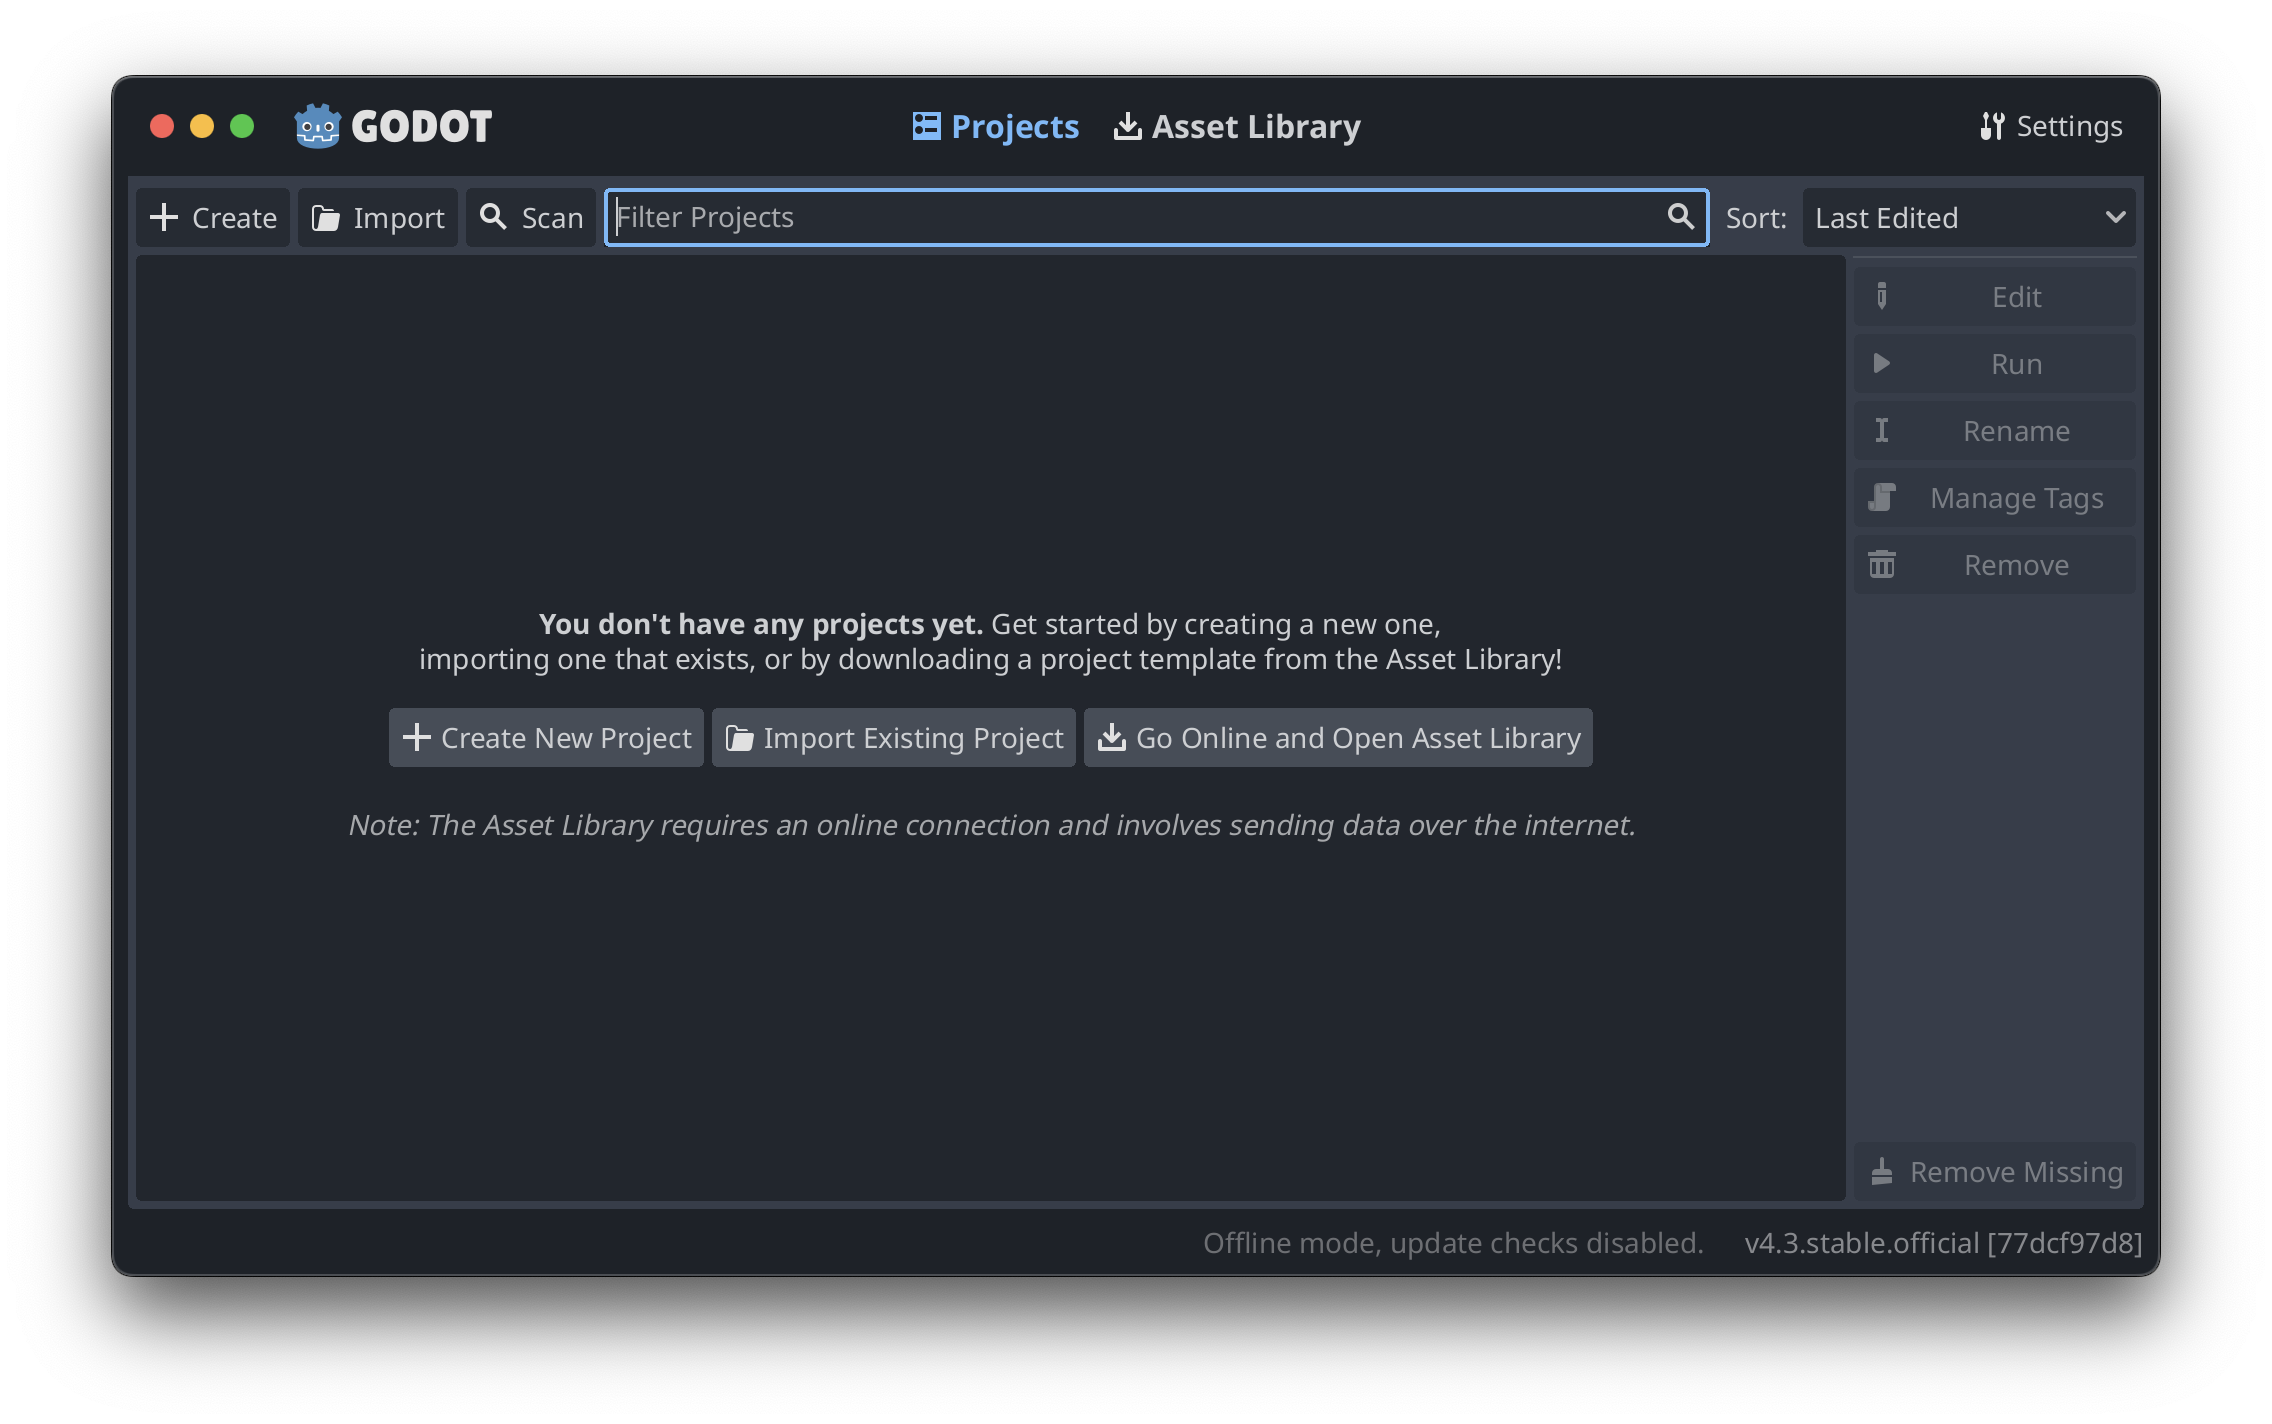 GODOT
Projects
Asset Library
Settings
Create
Import
Scan
Filter Projects
Sort:
Last Edited
Edit
Run
Rename
Manage Tags
Remove
You don't have any projects yet. Get started by creating a new one,
importing one that exists, or by downloading a project template from the Asset Library!
Create New Project
Import Existing Project
Go Online and Open Asset Library
Note: The Asset Library requires an online connection and involves sending data over the internet.
Remove Missing
Offline mode, update checks disabled.
v4.3.stable.official [77dcf97d8]